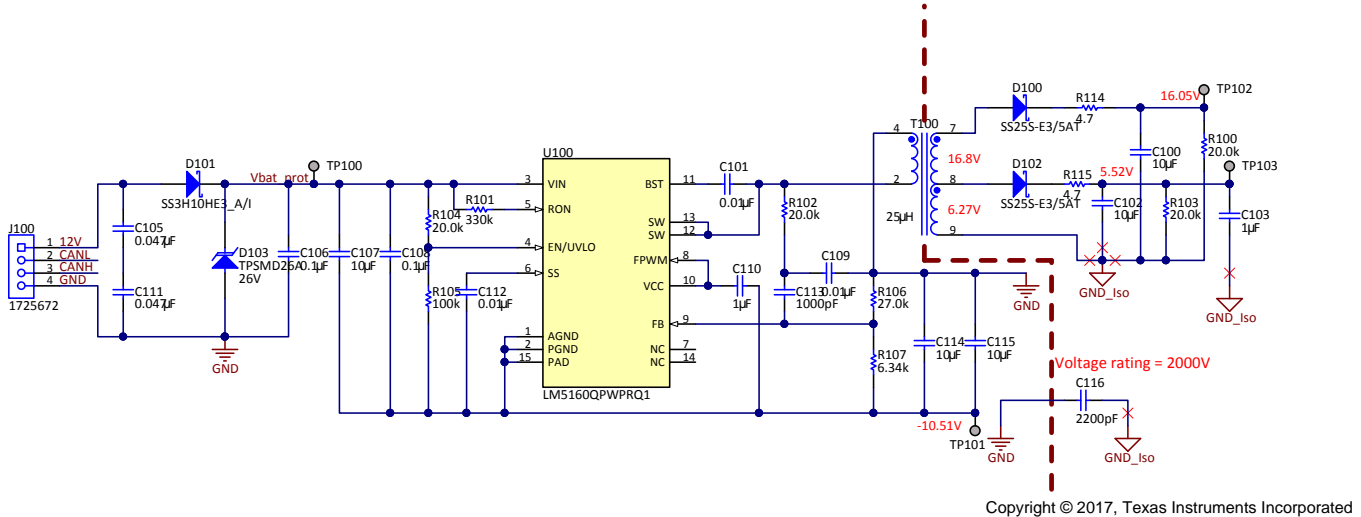 J100
1 12V
2 CANL
3 CANH
4 GND
1725672
C105
0.047µF
C111
0.047µF
D101
SS3H10HE3_A/I
D103
TPSMD26A
26V
GND
Vbat_prot
TP100
C106
0.1µF
C107
10µF
C108
0.1µF
R104
20.0k
R105
100k
R101
330k
C112
0.01µF
U100
3 VIN
5 RON
4 EN/UVLO
6 SS
1 AGND
2 PGND
15 PAD
BST 11
SW 13
SW 12
FPWM 8
VCC 10
FB 9
NC 7
NC 14
LM5160QPWPRQ1
C101
0.01µF
C110
1µF
R102
20.0k
C109
0.01µF
C113
1000pF
R106
27.0k
R107
6.34k
C114
10µF
C115
10µF
GND
-10.51V
TP101
T100
4
2
25µH
7
8
9
16.8V
6.27V
D100
SS25S-E3/5AT
R114
4.7
D102
SS25S-E3/5AT
R115
4.7
16.05V
TP102
C100
10µF
R100
20.0k
5.52V
TP103
C102
10µF
R103
20.0k
C103
1µF
GND_Iso
GND_Iso
Voltage rating = 2000V
C116
2200pF
GND
GND_Iso
Copyright © 2017, Texas Instruments Incorporated